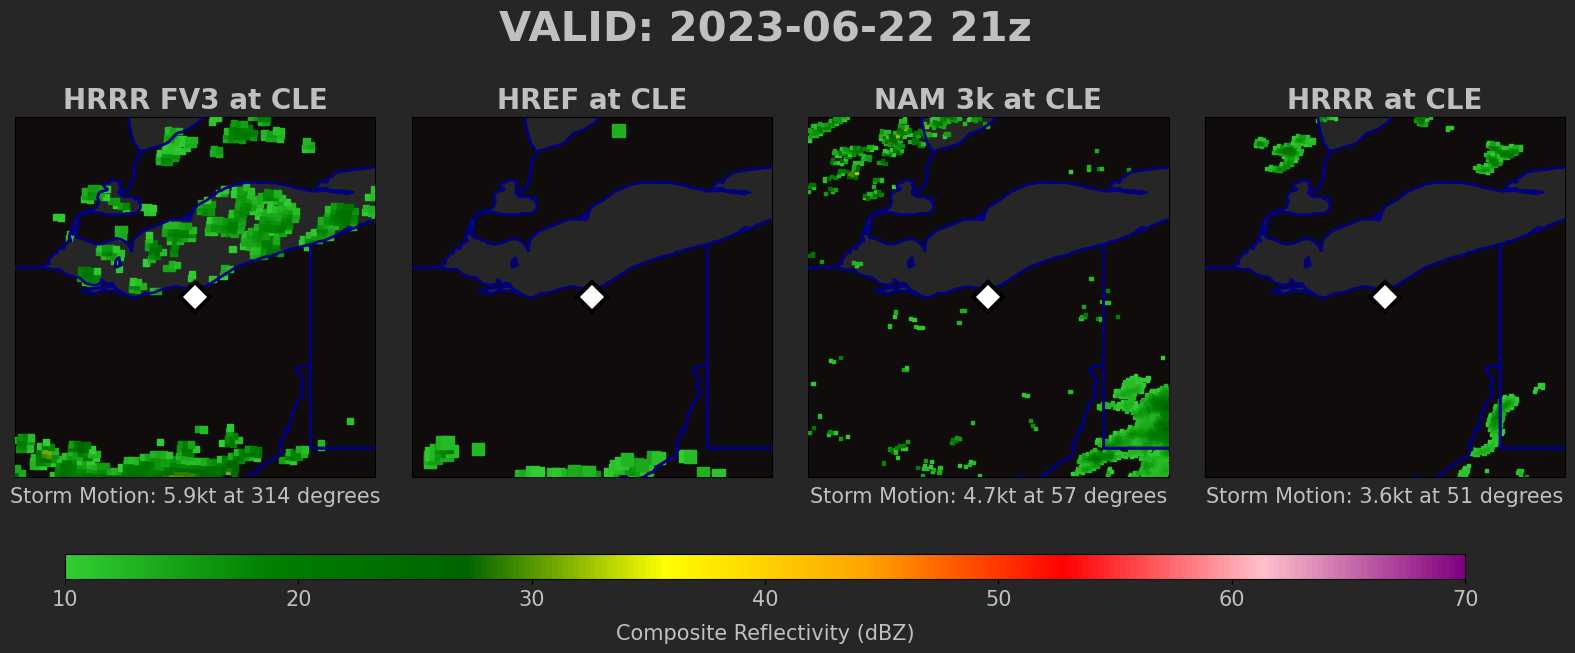 VALID: 2023-06-22 21z
HRRR FV3 at CLE
HREF at CLE
NAM 3k at CLE
HRRR at CLE
Storm Motion: 5.9kt at 314 degrees
Storm Motion: 4.7kt at 57 degrees
Storm Motion: 3.6kt at 51 degrees
10 20 30 40 50 60 70
Composite Reflectivity (dBZ)